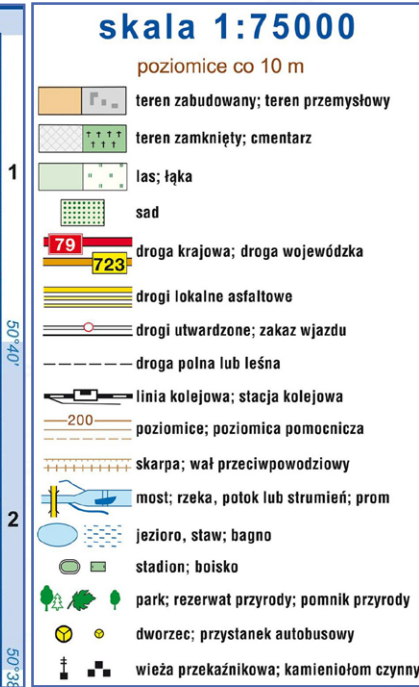 skala 1:75000
poziomice co 10 m
teren zabudowany; teren przemysłowy
teren zamknięty; cmentarz
1
las; łąka
sad
79
droga krajowa; droga wojewódzka
723
drogi lokalne asfaltowe
50°40'
drogi utwardzone; zakaz wjazdu
droga polna lub leśna
linia kolejowa; stacja kolejowa
200
poziomice; poziomica pomocnicza
skarpa; wał przeciwpowodziowy
most; rzeka, potok lub strumień; prom
2
jezioro, staw; bagno
stadion; boisko
park; rezerwat przyrody; pomnik przyrody
dworzec; przystanek autobusowy
50°38
wieża przekaźnikowa; kamieniołom czynny